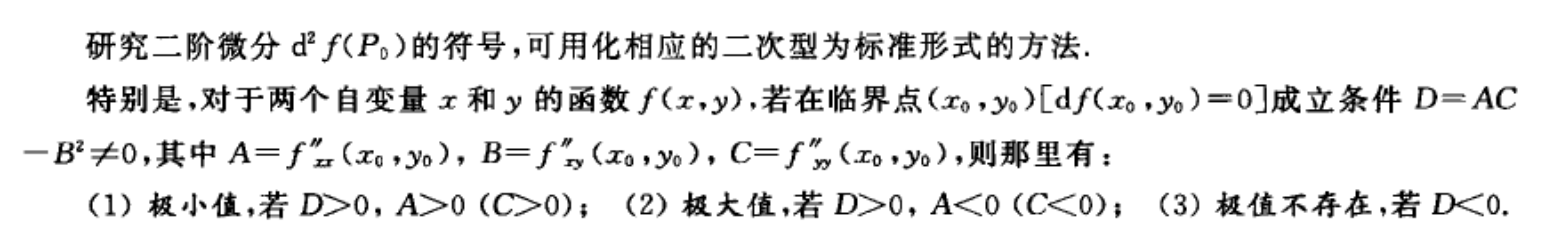 研究二阶微分 d² f(P₀)的符号,可用化相应的二次型为标准形式的方法.
特别是,对于两个自变量 x 和 y 的函数 f(x,y),若在临界点(x₀,y₀)[df(x₀,y₀)=0]成立条件 D=AC
-B²≠0,其中 A=f″ₓₓ(x₀,y₀), B=f″xy(x₀,y₀), C=f″yy(x₀,y₀),则那里有:
(1) 极小值,若 D>0, A>0 (C>0); (2) 极大值,若 D>0, A<0 (C<0); (3) 极值不存在,若 D<0.